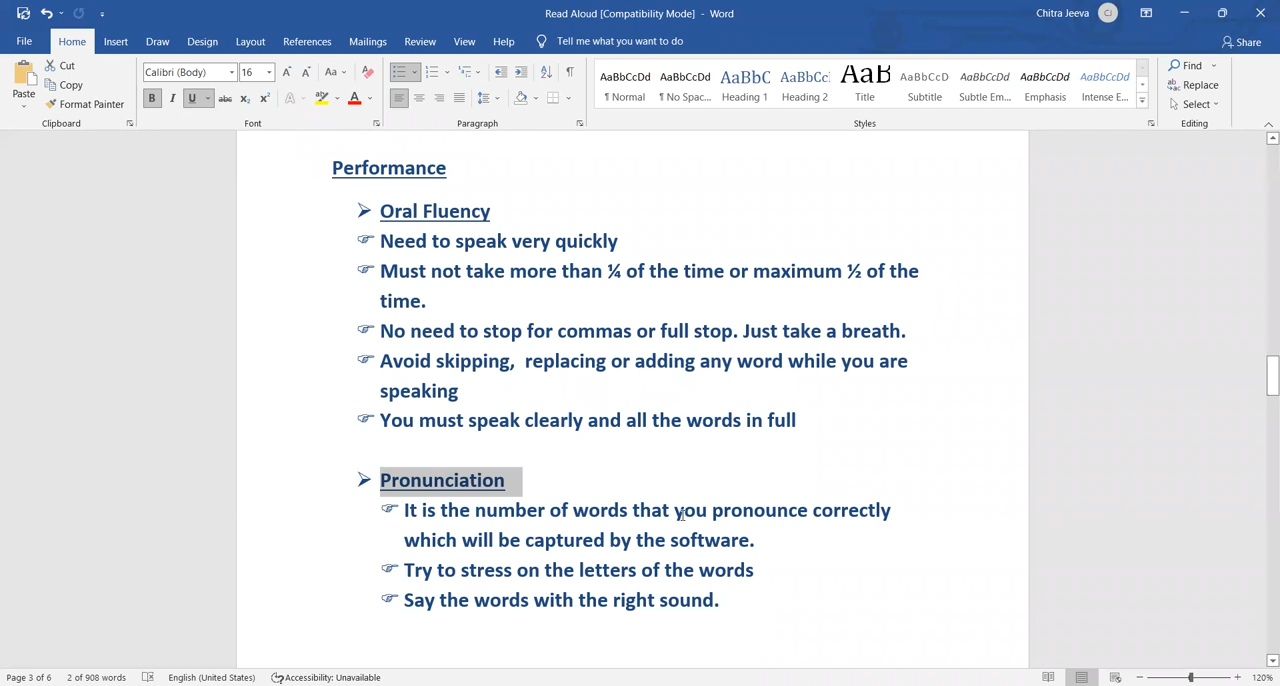 Read Aloud [Compatibility Mode] - Word
Chitra Jeeva
CJ
File Home Insert Draw Design Layout References Mailings Review View Help Tell me what you want to do
Share
Paste
Cut
Copy
Format Painter
Clipboard
Calibri (Body) 16
B I U abc x₂ x²
Font
Paragraph
AaBbCcDd AaBbCcDd AaBbC AaBbCc AaB AaBbCcD AaBbCcDd AaBbCcDd AaBbCcDd
¶ Normal ¶ No Spac... Heading 1 Heading 2 Title Subtitle Subtle Em... Emphasis Intense E...
Styles
Find
Replace
Select
Editing
Performance
Oral Fluency
Need to speak very quickly
Must not take more than ¼ of the time or maximum ½ of the
time.
No need to stop for commas or full stop. Just take a breath.
Avoid skipping,  replacing or adding any word while you are
speaking
You must speak clearly and all the words in full
Pronunciation
It is the number of words that you pronounce correctly
which will be captured by the software.
Try to stress on the letters of the words
Say the words with the right sound.
Page 3 of 6 2 of 908 words English (United States) Accessibility: Unavailable 120%